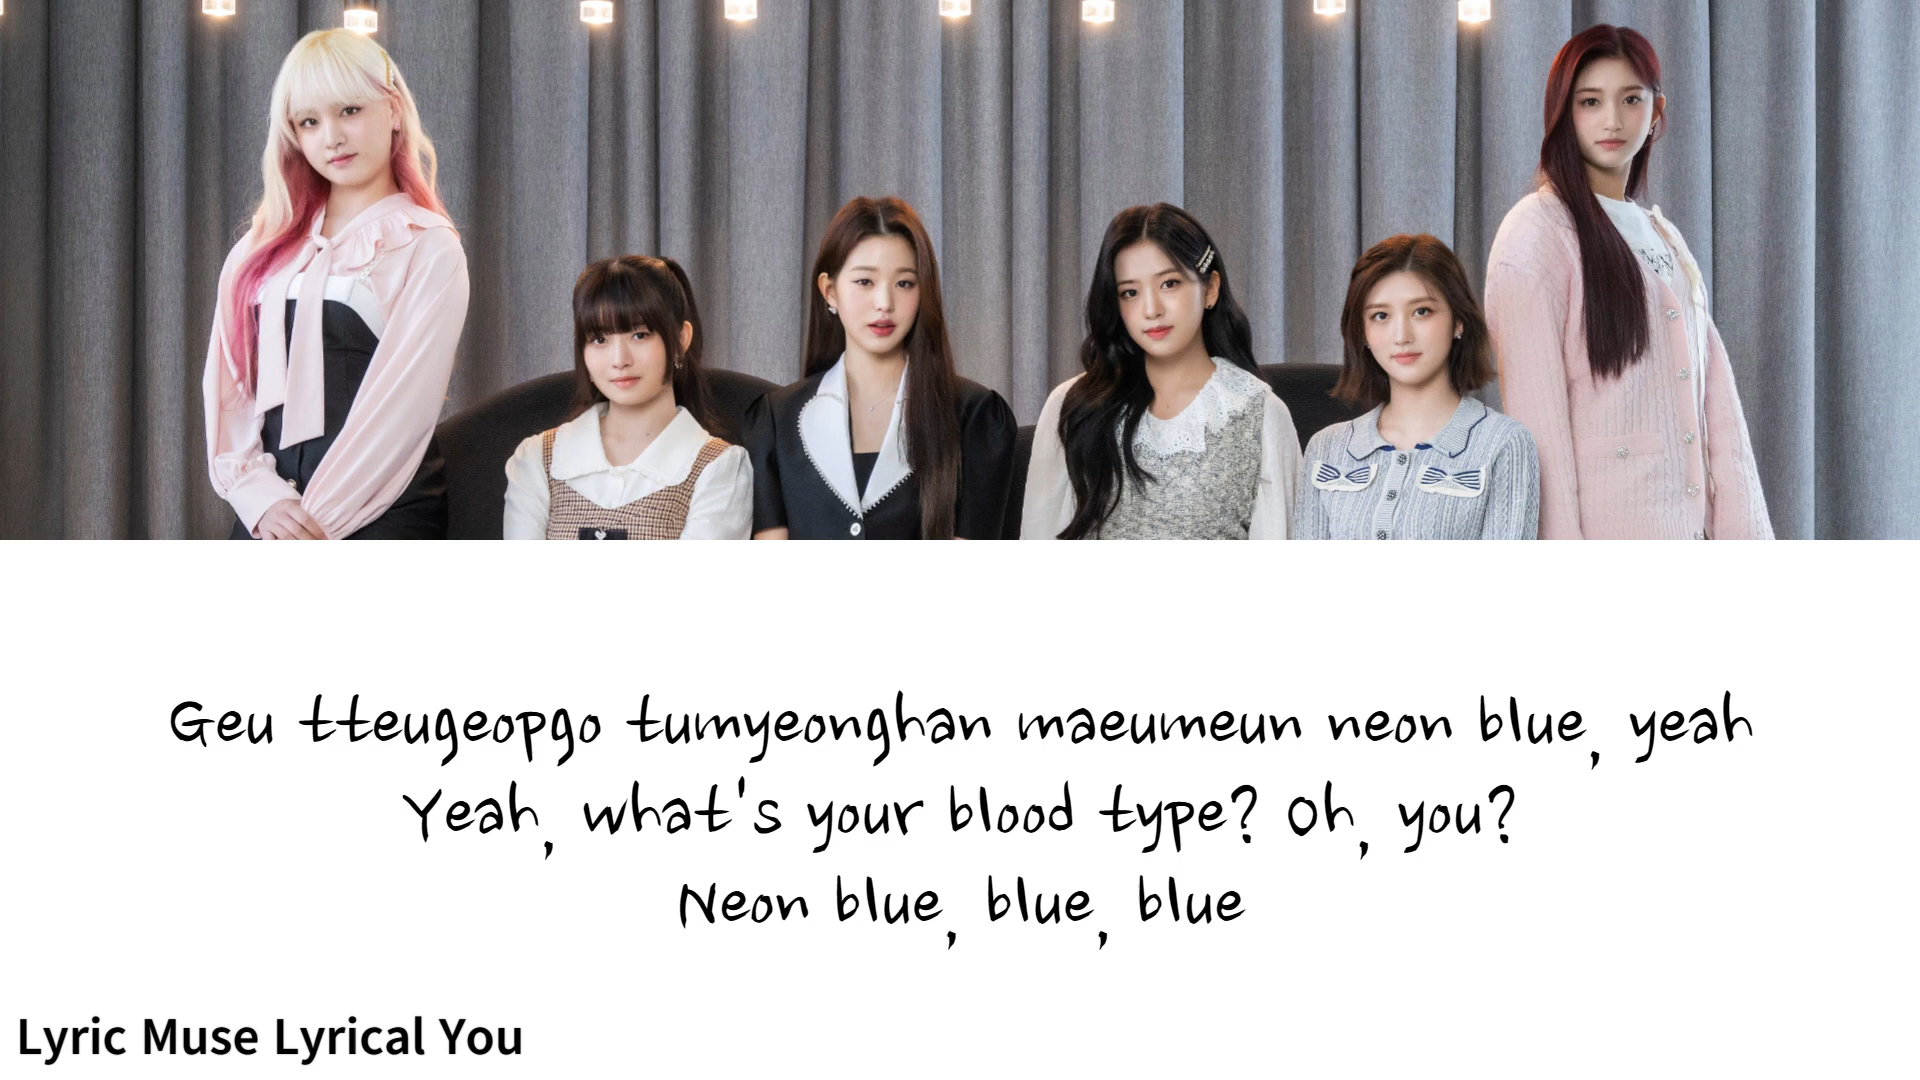 Geu tteugeopgo tumyeonghan maeumeun neon blue, yeah
Yeah, what's your blood type? Oh, you?
Neon blue, blue, blue
Lyric Muse Lyrical You